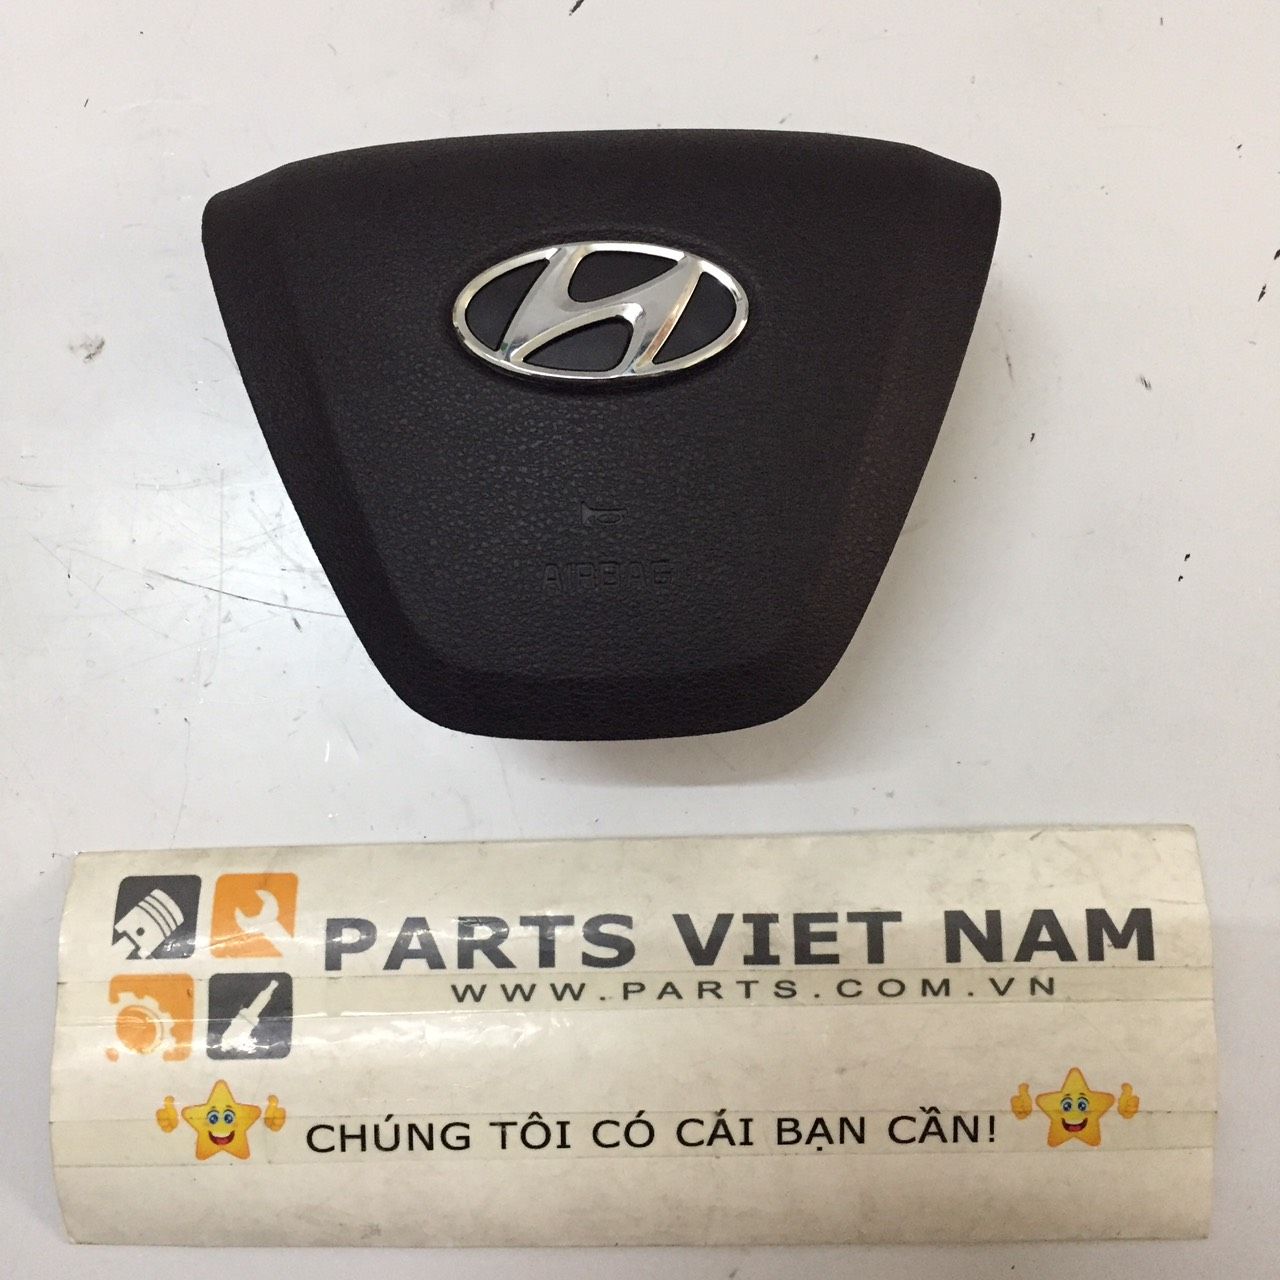 AIRBAG
PARTS VIET NAM
WWW.PARTS.COM.VN
CHÚNG TÔI CÓ CÁI BẠN CẦN!